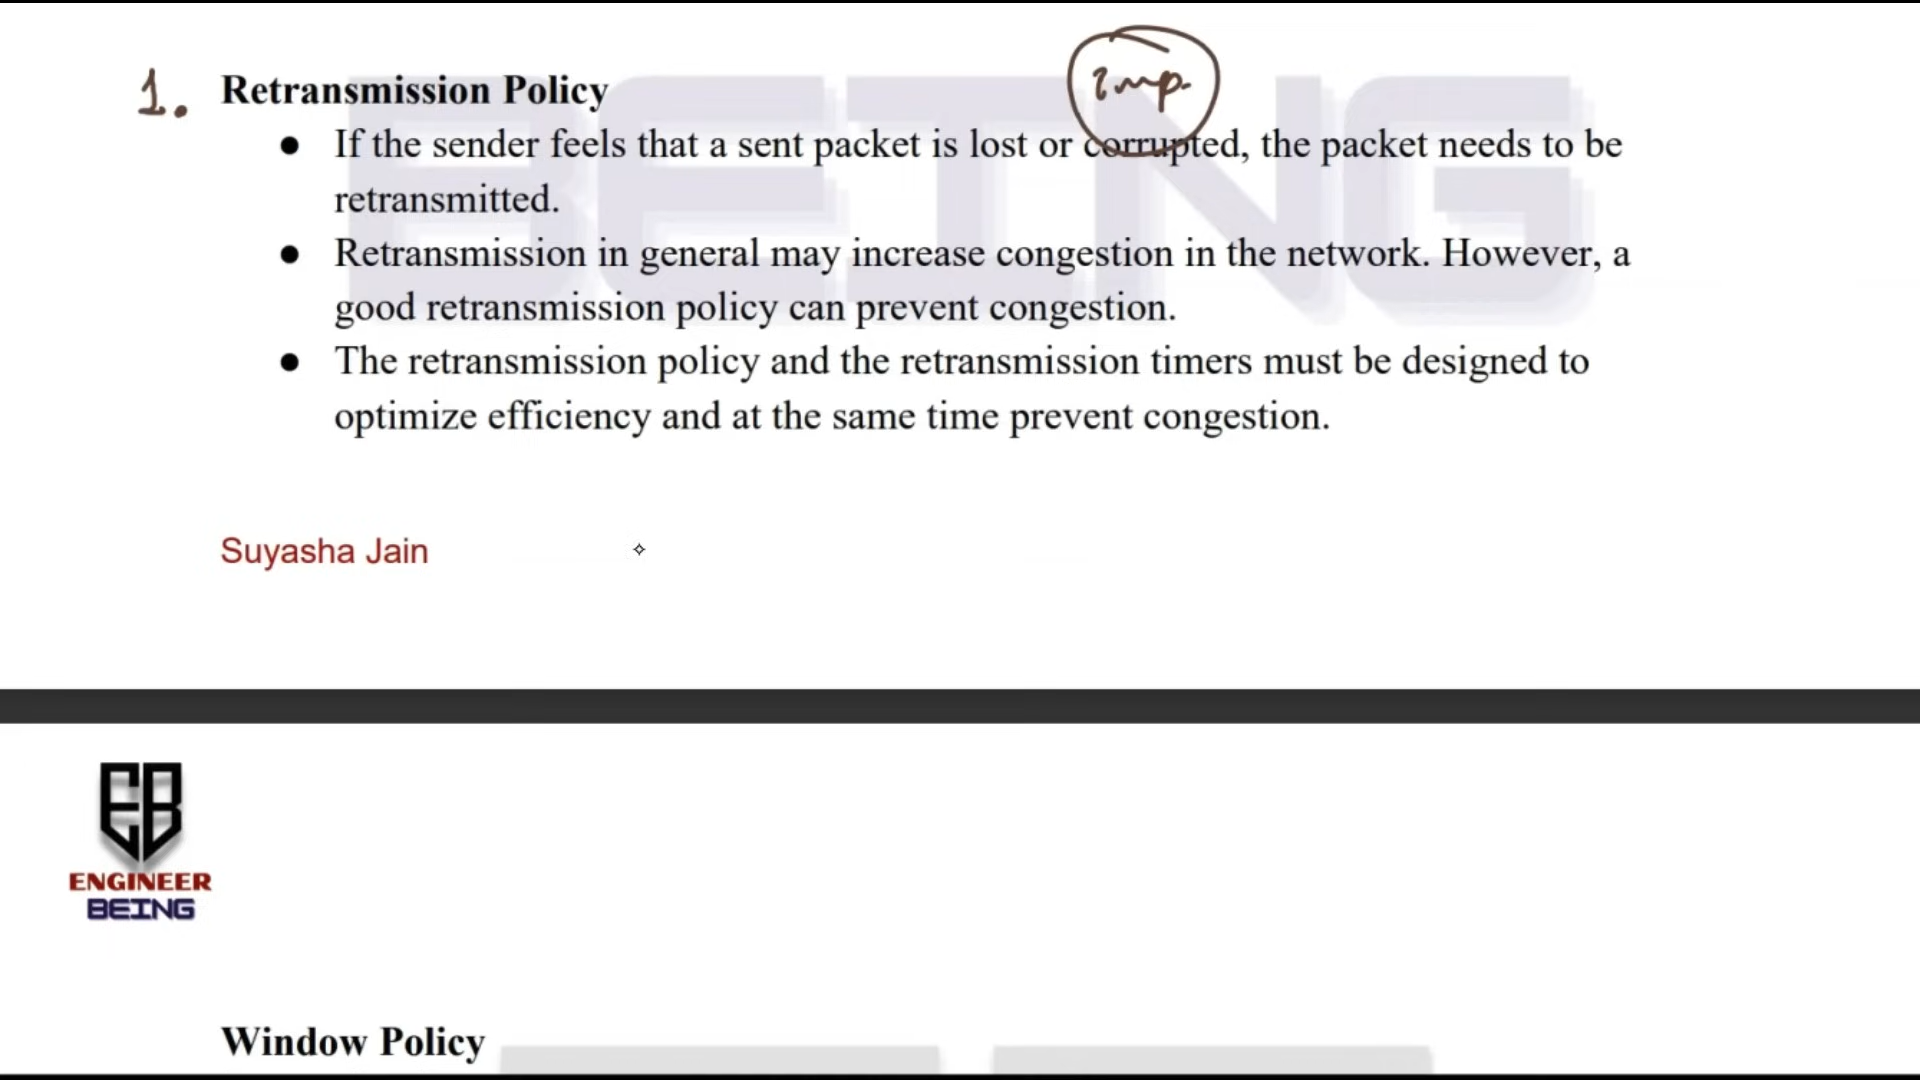 Imp.
1. Retransmission Policy
● If the sender feels that a sent packet is lost or corrupted, the packet needs to be
retransmitted.
● Retransmission in general may increase congestion in the network. However, a
good retransmission policy can prevent congestion.
● The retransmission policy and the retransmission timers must be designed to
optimize efficiency and at the same time prevent congestion.
BEING
Suyasha Jain
EB
ENGINEER
BEING
Window Policy